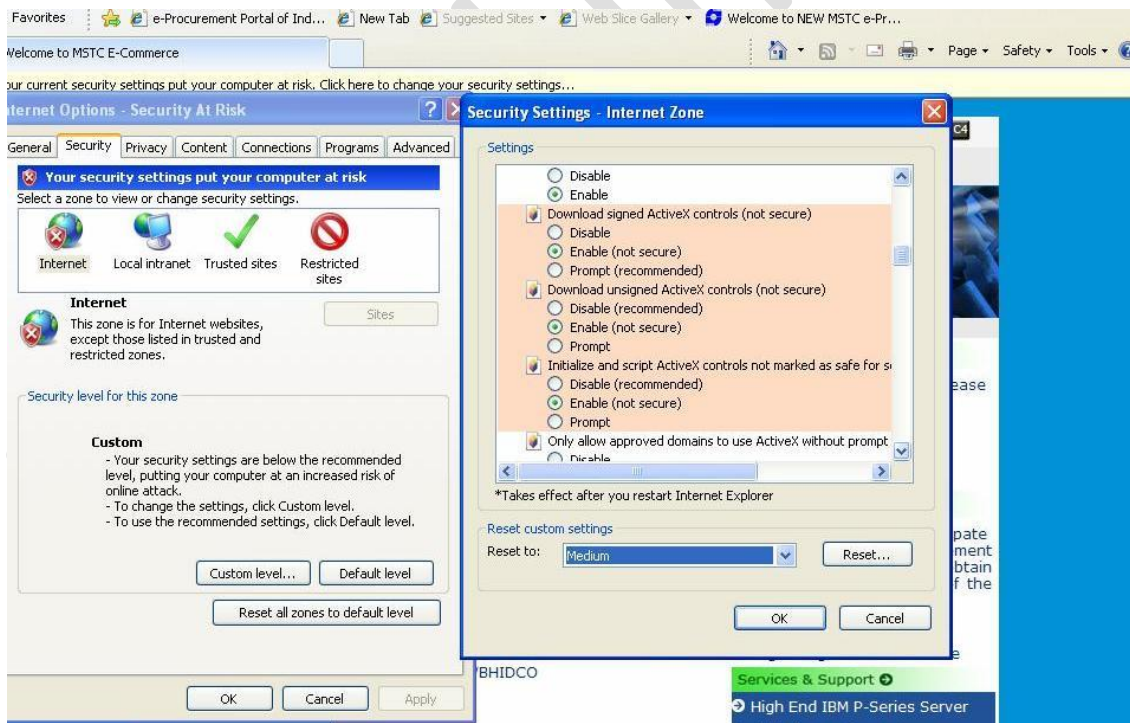 Favorites
e-Procurement Portal of Ind...
New Tab
Suggested Sites
Web Slice Gallery
Welcome to NEW MSTC e-Pr...
Welcome to MSTC E-Commerce
Page
Safety
Tools
our current security settings put your computer at risk. Click here to change your security settings...
nternet Options - Security At Risk
General
Security
Privacy
Content
Connections
Programs
Advanced
Your security settings put your computer at risk
Select a zone to view or change security settings.
Internet
Local intranet
Trusted sites
Restricted
sites
Internet
This zone is for Internet websites,
except those listed in trusted and
restricted zones.
Sites
Security level for this zone
Custom
- Your security settings are below the recommended
level, putting your computer at an increased risk of
online attack.
- To change the settings, click Custom level.
- To use the recommended settings, click Default level.
Custom level...
Default level
Reset all zones to default level
OK
Cancel
Apply
Security Settings - Internet Zone
Settings
Disable
Enable
Download signed ActiveX controls (not secure)
Disable
Enable (not secure)
Prompt (recommended)
Download unsigned ActiveX controls (not secure)
Disable (recommended)
Enable (not secure)
Prompt
Initialize and script ActiveX controls not marked as safe for s
Disable (recommended)
Enable (not secure)
Prompt
Only allow approved domains to use ActiveX without prompt
Disable
*Takes effect after you restart Internet Explorer
Reset custom settings
Reset to:
Medium
Reset...
OK
Cancel
C4
ease
pate
ment
btain
f the
BHIDCO
Services & Support
High End IBM P-Series Server